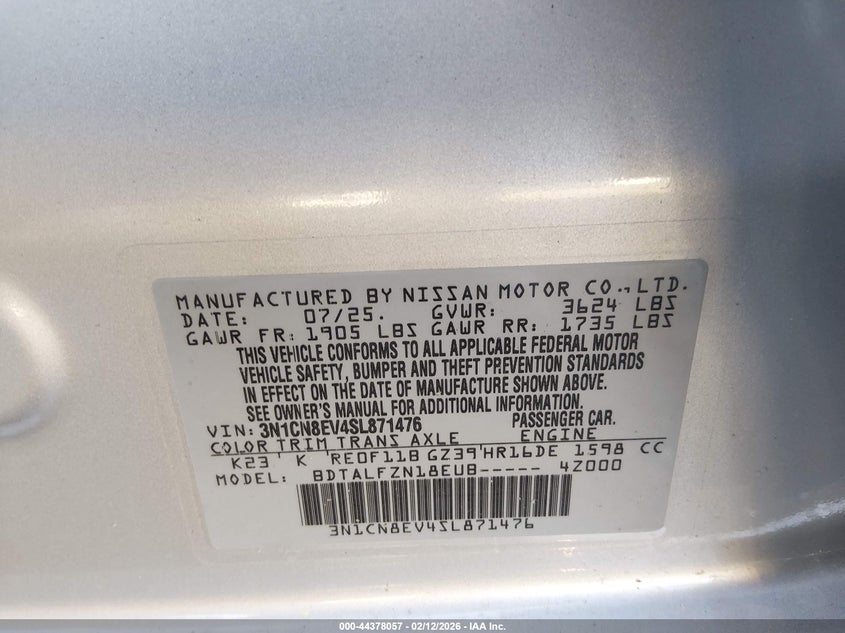 MANUFACTURED BY NISSAN MOTOR CO., LTD.
DATE: 07/25. GVWR: 3624 LBS
GAWR FR: 1905 LBS GAWR RR: 1735 LBS
THIS VEHICLE CONFORMS TO ALL APPLICABLE FEDERAL MOTOR
VEHICLE SAFETY, BUMPER AND THEFT PREVENTION STANDARDS
IN EFFECT ON THE DATE OF MANUFACTURE SHOWN ABOVE.
SEE OWNER'S MANUAL FOR ADDITIONAL INFORMATION.
VIN: 3N1CN8EV4SL871476 PASSENGER CAR.
COLOR TRIM TRANS AXLE ENGINE
K23 K RE0F11B GZ39 HR16DE 1598 CC
MODEL: BDTALFZN18EUB----- 4Z000
3N1CN8EV4SL871476
000-44378057 - 02/12/2026 - IAA Inc.